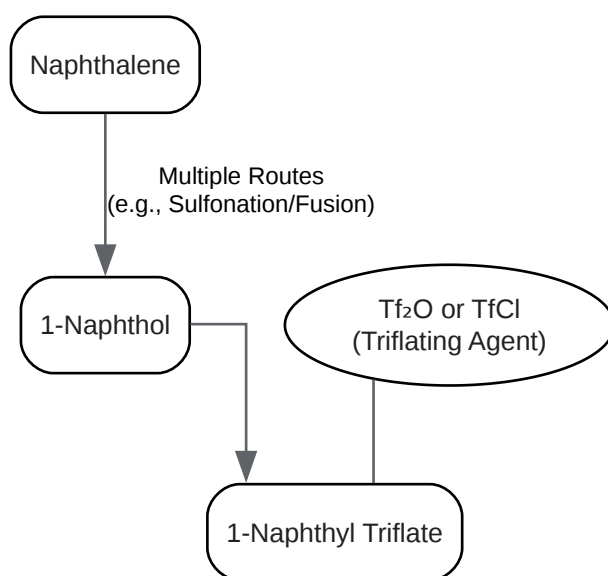 Naphthalene
Multiple Routes
(e.g., Sulfonation/Fusion)
1-Naphthol
Tf₂O or TfCl
(Triflating Agent)
1-Naphthyl Triflate